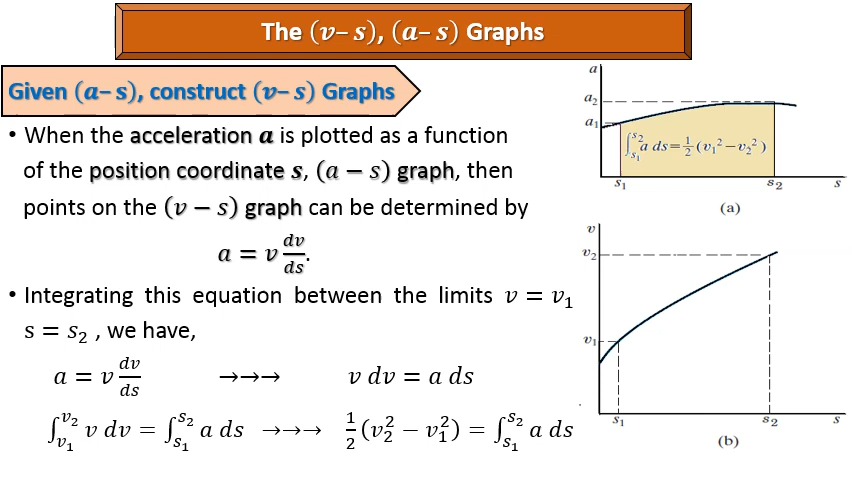 The (v– s), (a– s) Graphs
Given (a– s), construct (v– s) Graphs
• When the acceleration a is plotted as a function
of the position coordinate s, (a − s) graph, then
points on the (v − s) graph can be determined by
a = v dv/ds.
• Integrating this equation between the limits v = v₁
s = s₂ , we have,
a = v dv/ds →→→ v dv = a ds
∫_{v₁}^{v₂} v dv = ∫_{s₁}^{s₂} a ds →→→ ½(v₂² − v₁²) = ∫_{s₁}^{s₂} a ds
a
a₂
a₁
∫_{s₁}^{s₂} a ds=½(v₁²−v₂²)
s₁ s₂ s
(a)
v
v₂
v₁
s₁ s₂ s
(b)